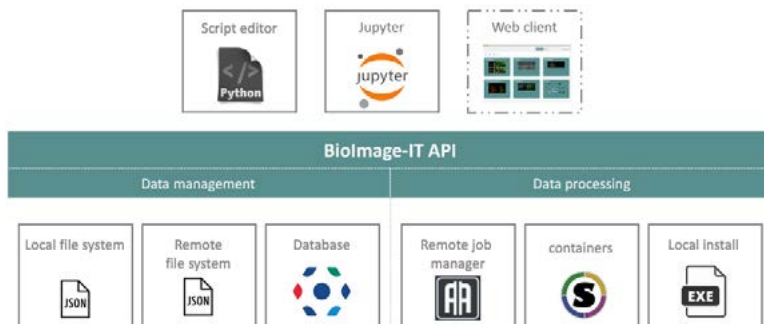 Script editor
Jupyter
Web client
</>
Python
jupyter
BioImage-IT API
Data management
Data processing
Local file system
Remote
file system
Database
Remote job
manager
containers
Local install
JSON
JSON
S
EXE